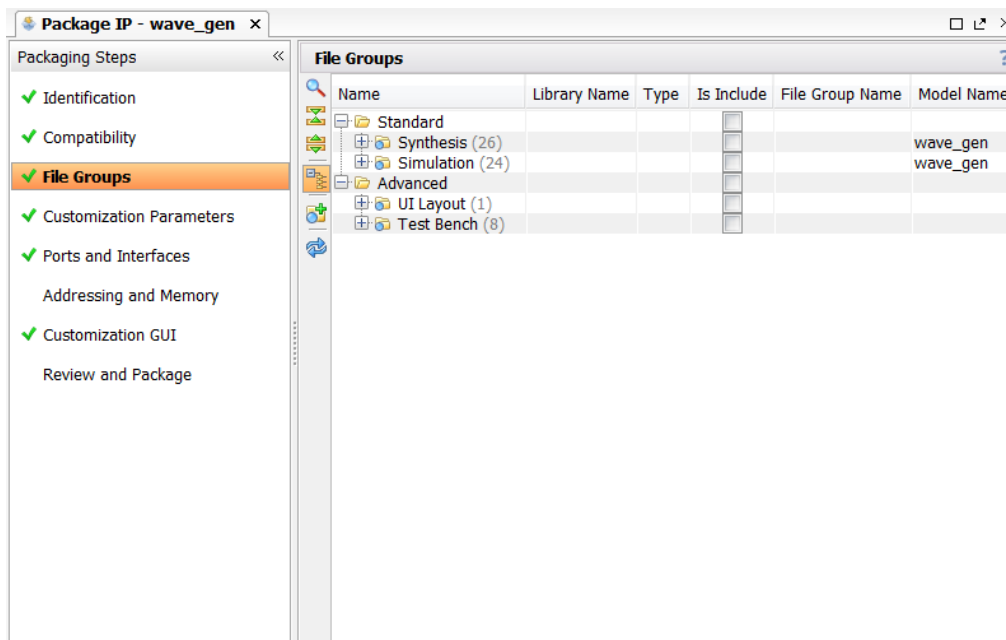 Package IP - wave_gen
Packaging Steps
Identification
Compatibility
File Groups
Customization Parameters
Ports and Interfaces
Addressing and Memory
Customization GUI
Review and Package
File Groups
Name Library Name Type Is Include File Group Name Model Name
Standard
Synthesis (26) wave_gen
Simulation (24) wave_gen
Advanced
UI Layout (1)
Test Bench (8)